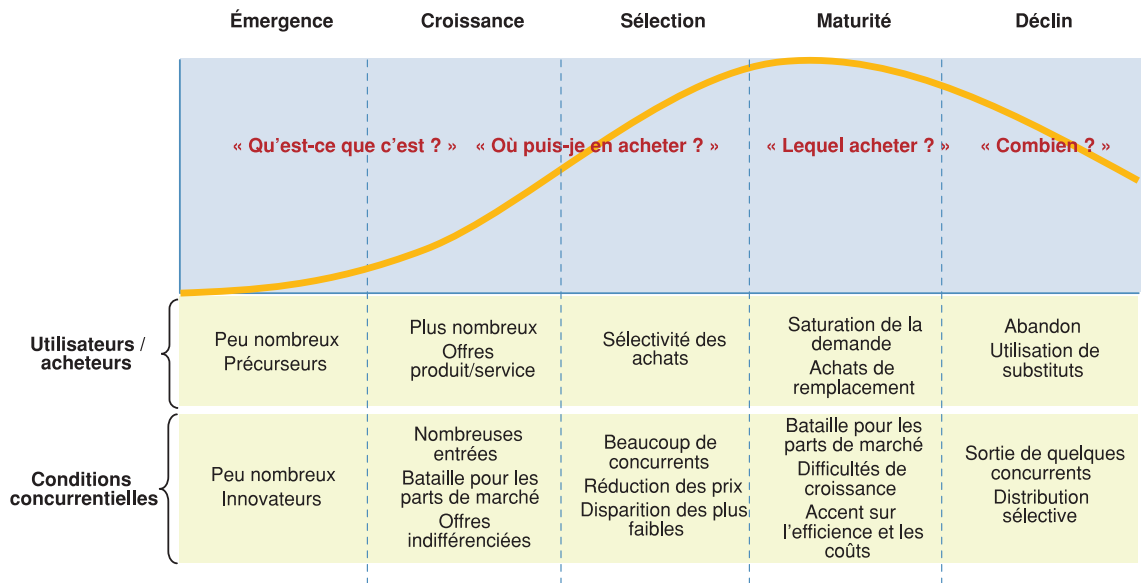 Émergence
Croissance
Sélection
Maturité
Déclin
« Qu’est-ce que c’est ? »
« Où puis-je en acheter ? »
« Lequel acheter ? »
« Combien ? »
Utilisateurs /
acheteurs
Peu nombreux
Précurseurs
Plus nombreux
Offres
produit/service
Sélectivité des
achats
Saturation de la
demande
Achats de
remplacement
Abandon
Utilisation de
substituts
Conditions
concurrentielles
Peu nombreux
Innovateurs
Nombreuses
entrées
Bataille pour les
parts de marché
Offres
indifférenciées
Beaucoup de
concurrents
Réduction des prix
Disparition des plus
faibles
Bataille pour les
parts de marché
Difficultés de
croissance
Accent sur
l’efficience et les
coûts
Sortie de quelques
concurrents
Distribution
sélective